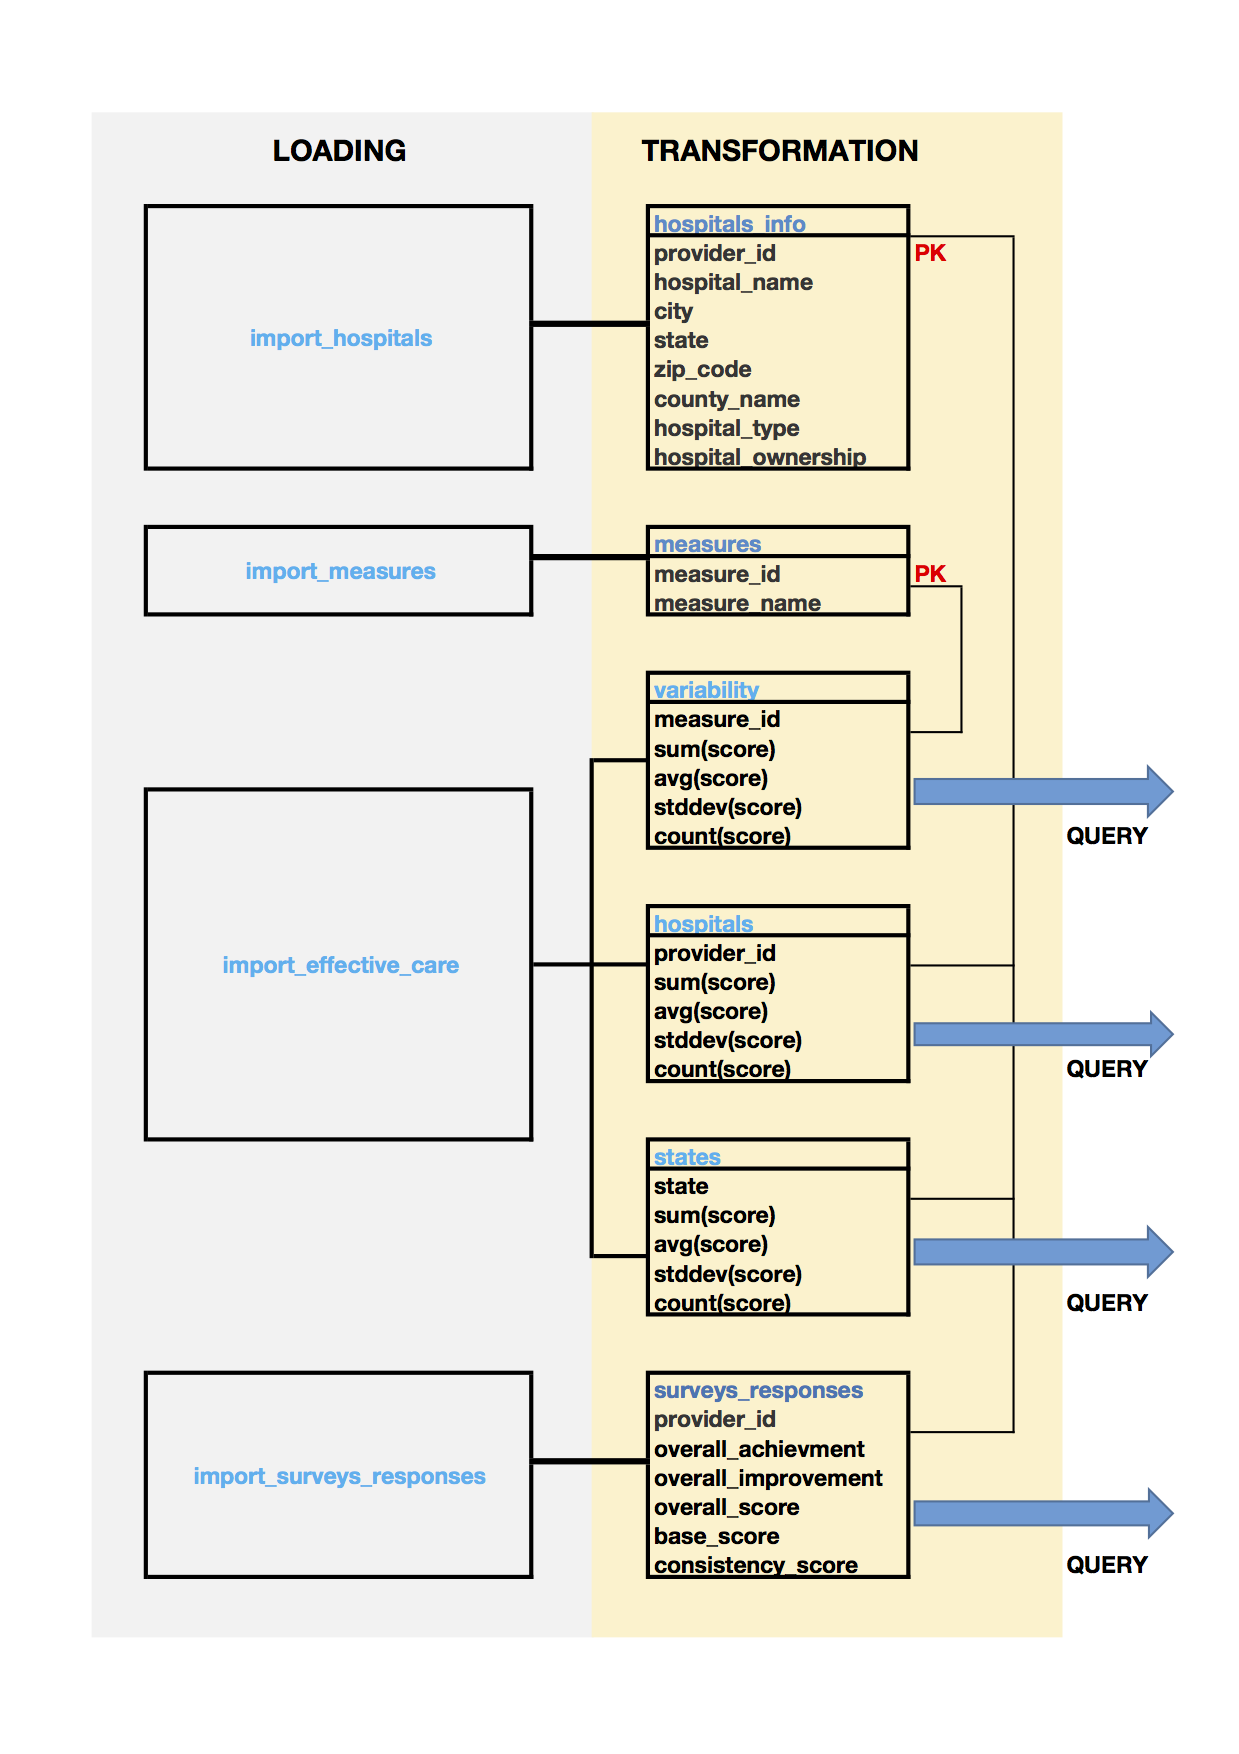 LOADING
TRANSFORMATION
import_hospitals
hospitals_info
provider_id PK
hospital_name
city
state
zip_code
county_name
hospital_type
hospital_ownership
import_measures
measures
measure_id PK
measure_name
variability
measure_id
sum(score)
avg(score)
stddev(score)
count(score)
QUERY
import_effective_care
hospitals
provider_id
sum(score)
avg(score)
stddev(score)
count(score)
QUERY
states
state
sum(score)
avg(score)
stddev(score)
count(score)
QUERY
import_surveys_responses
surveys_responses
provider_id
overall_achievment
overall_improvement
overall_score
base_score
consistency_score
QUERY